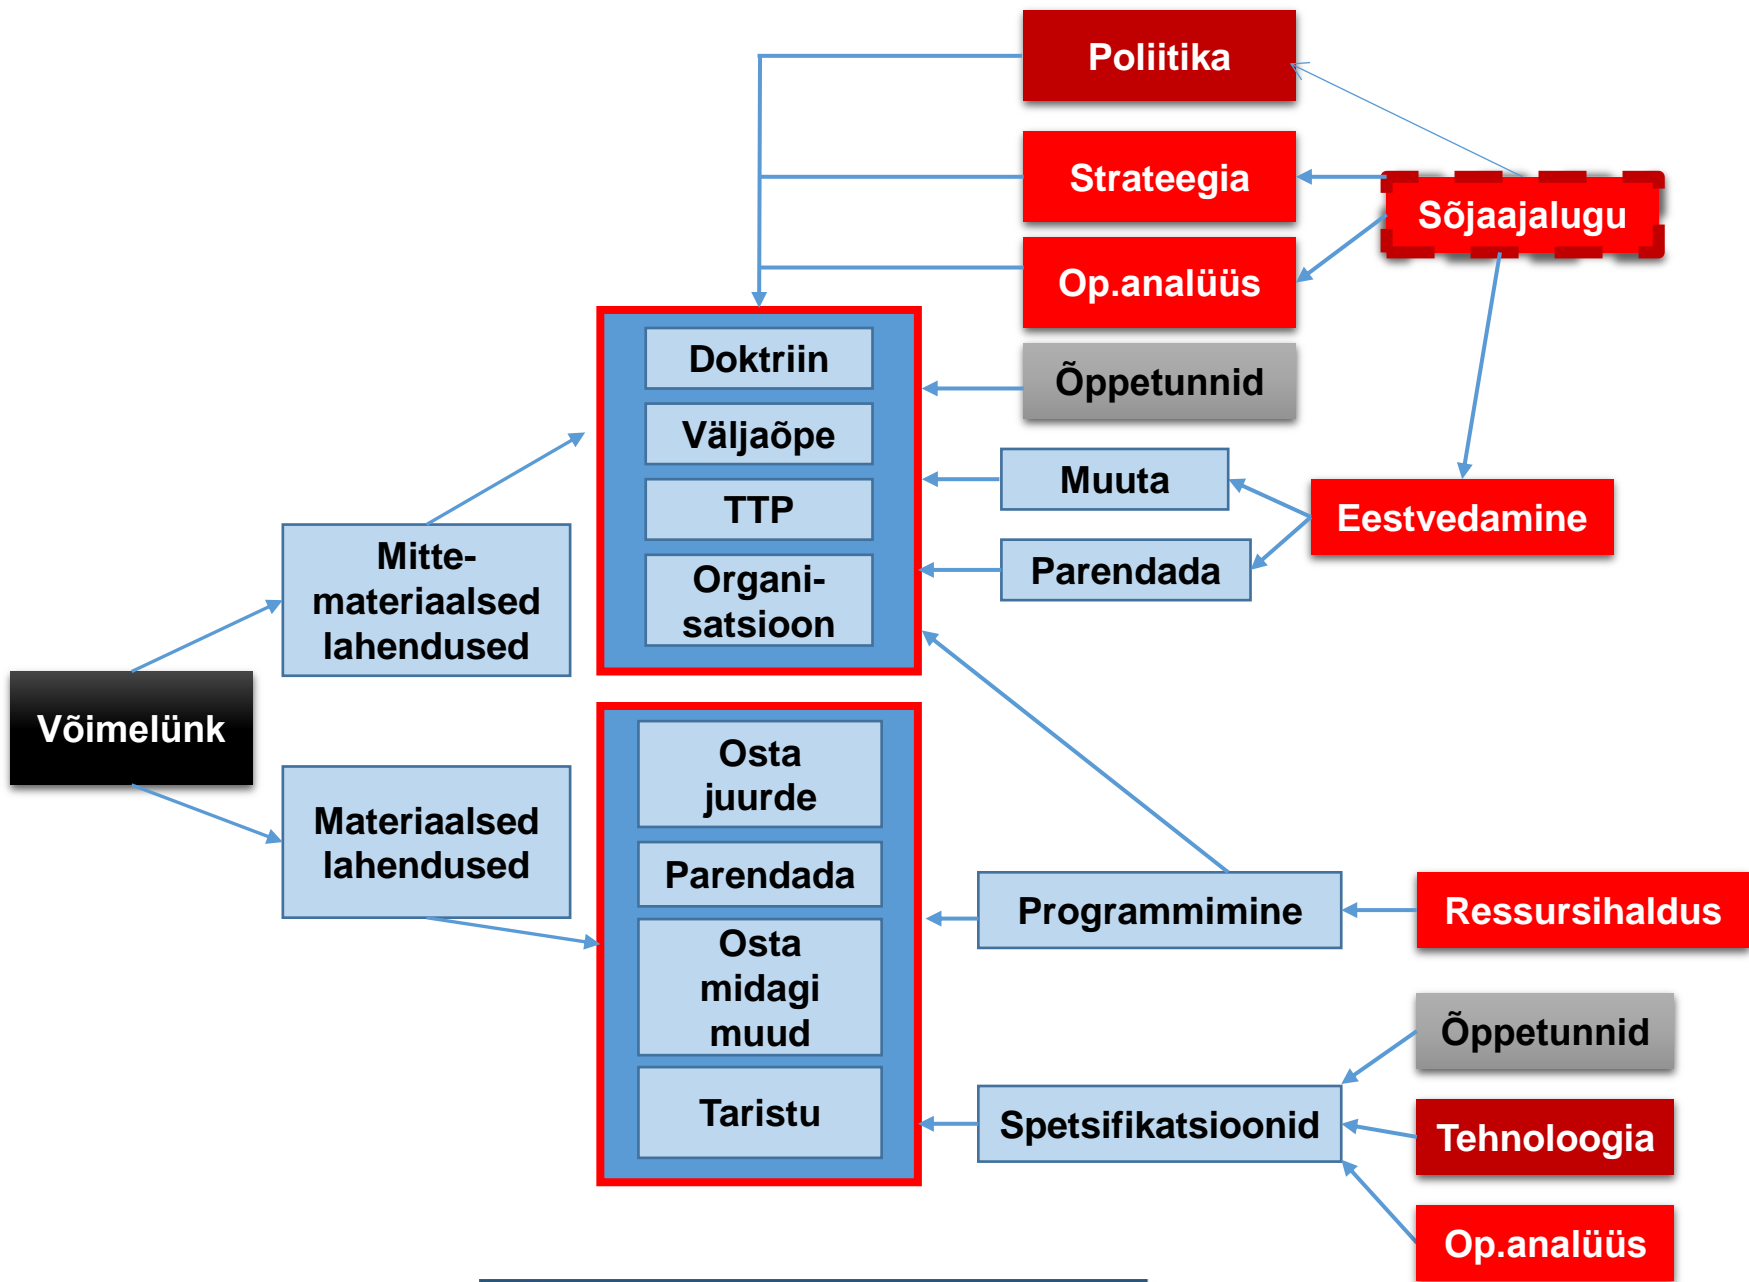 Poliitika
Strateegia
Sõjaajalugu
Op.analüüs
Doktriin
Õppetunnid
Väljaõpe
Muuta
TTP
Eestvedamine
Mitte-
materiaalsed
lahendused
Parendada
Organi-
satsioon
Võimelünk
Osta
juurde
Materiaalsed
lahendused
Parendada
Programmimine
Ressursihaldus
Osta
midagi
muud
Õppetunnid
Taristu
Spetsifikatsioonid
Tehnoloogia
Op.analüüs